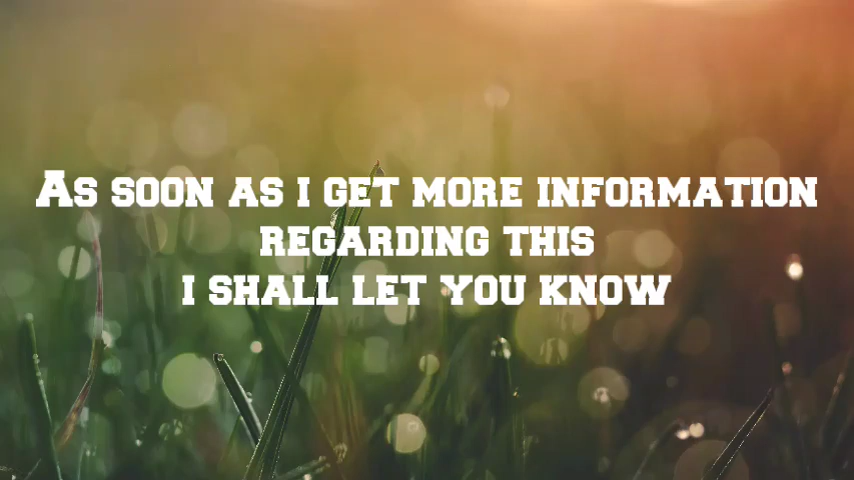 As soon as i get more information
regarding this
i shall let you know